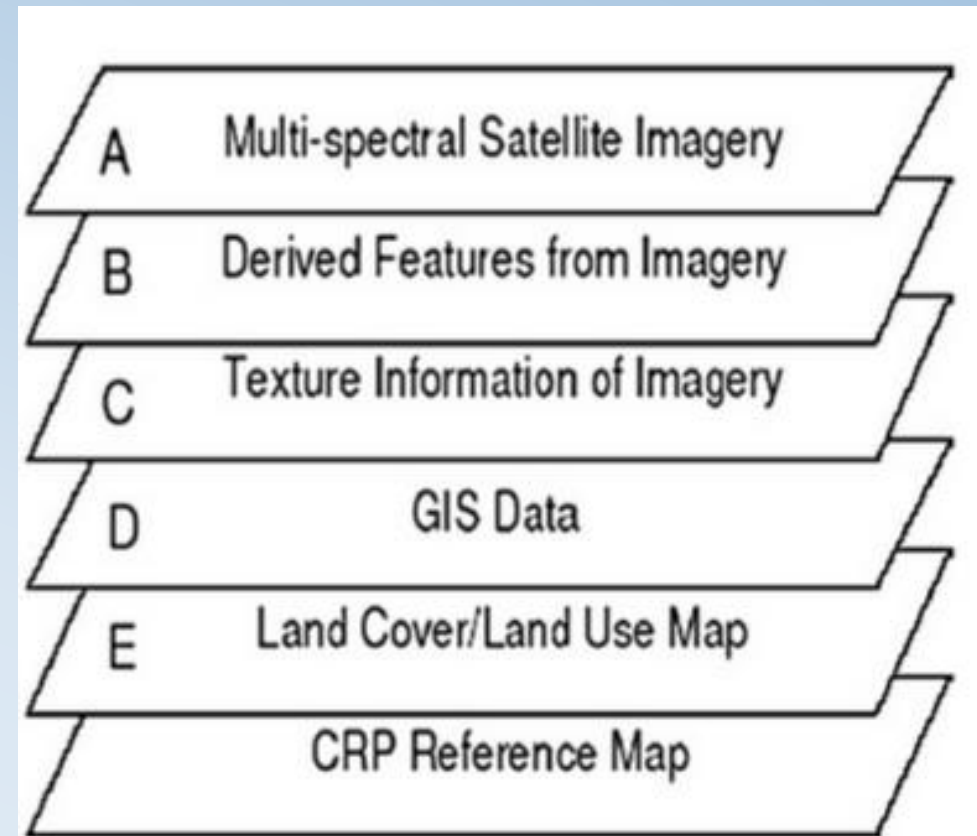 A Multi-spectral Satellite Imagery
B Derived Features from Imagery
C Texture Information of Imagery
D GIS Data
E Land Cover/Land Use Map
CRP Reference Map